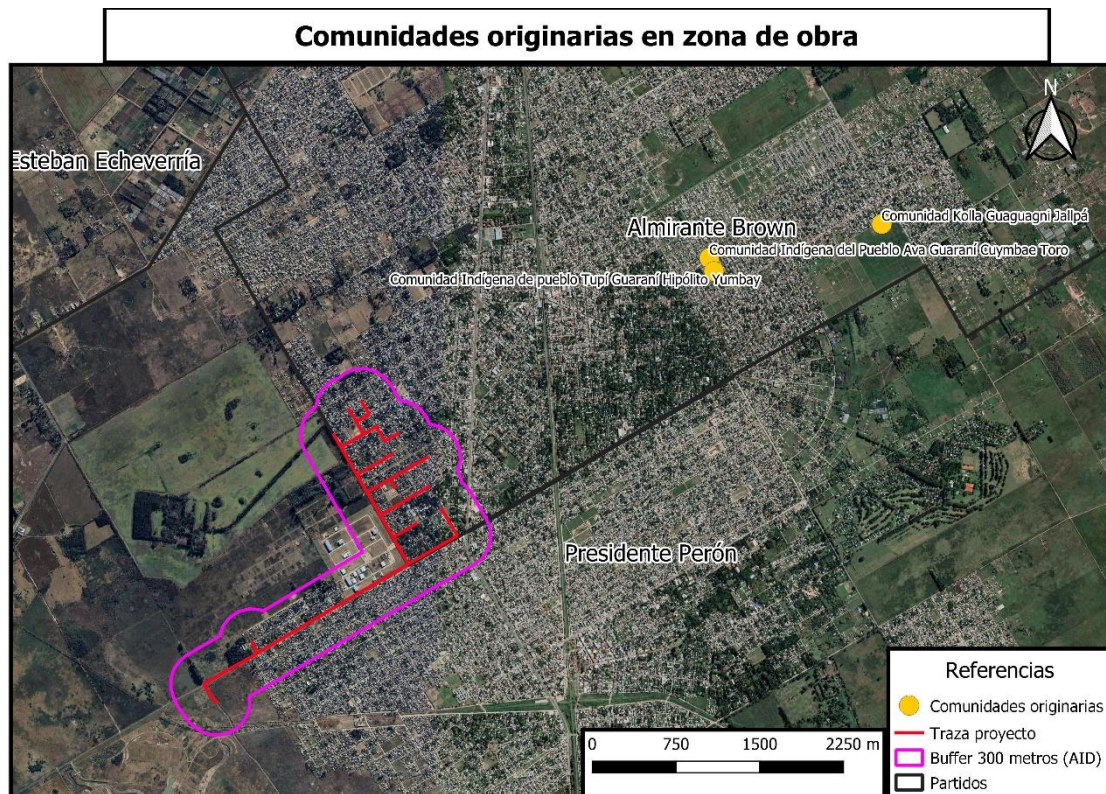 Comunidades originarias en zona de obra
N
Esteban Echeverría
Comunidad Kolla Guaguagni Jallpá
Almirante Brown
Comunidad Indígena del Pueblo Ava Guaraní Cuymbae Toro
Comunidad Indígena de pueblo Tupí Guaraní Hipólito Yumbay
Presidente Perón
Referencias
Comunidades originarias
Traza proyecto
Buffer 300 metros (AID)
Partidos
0 750 1500 2250 m